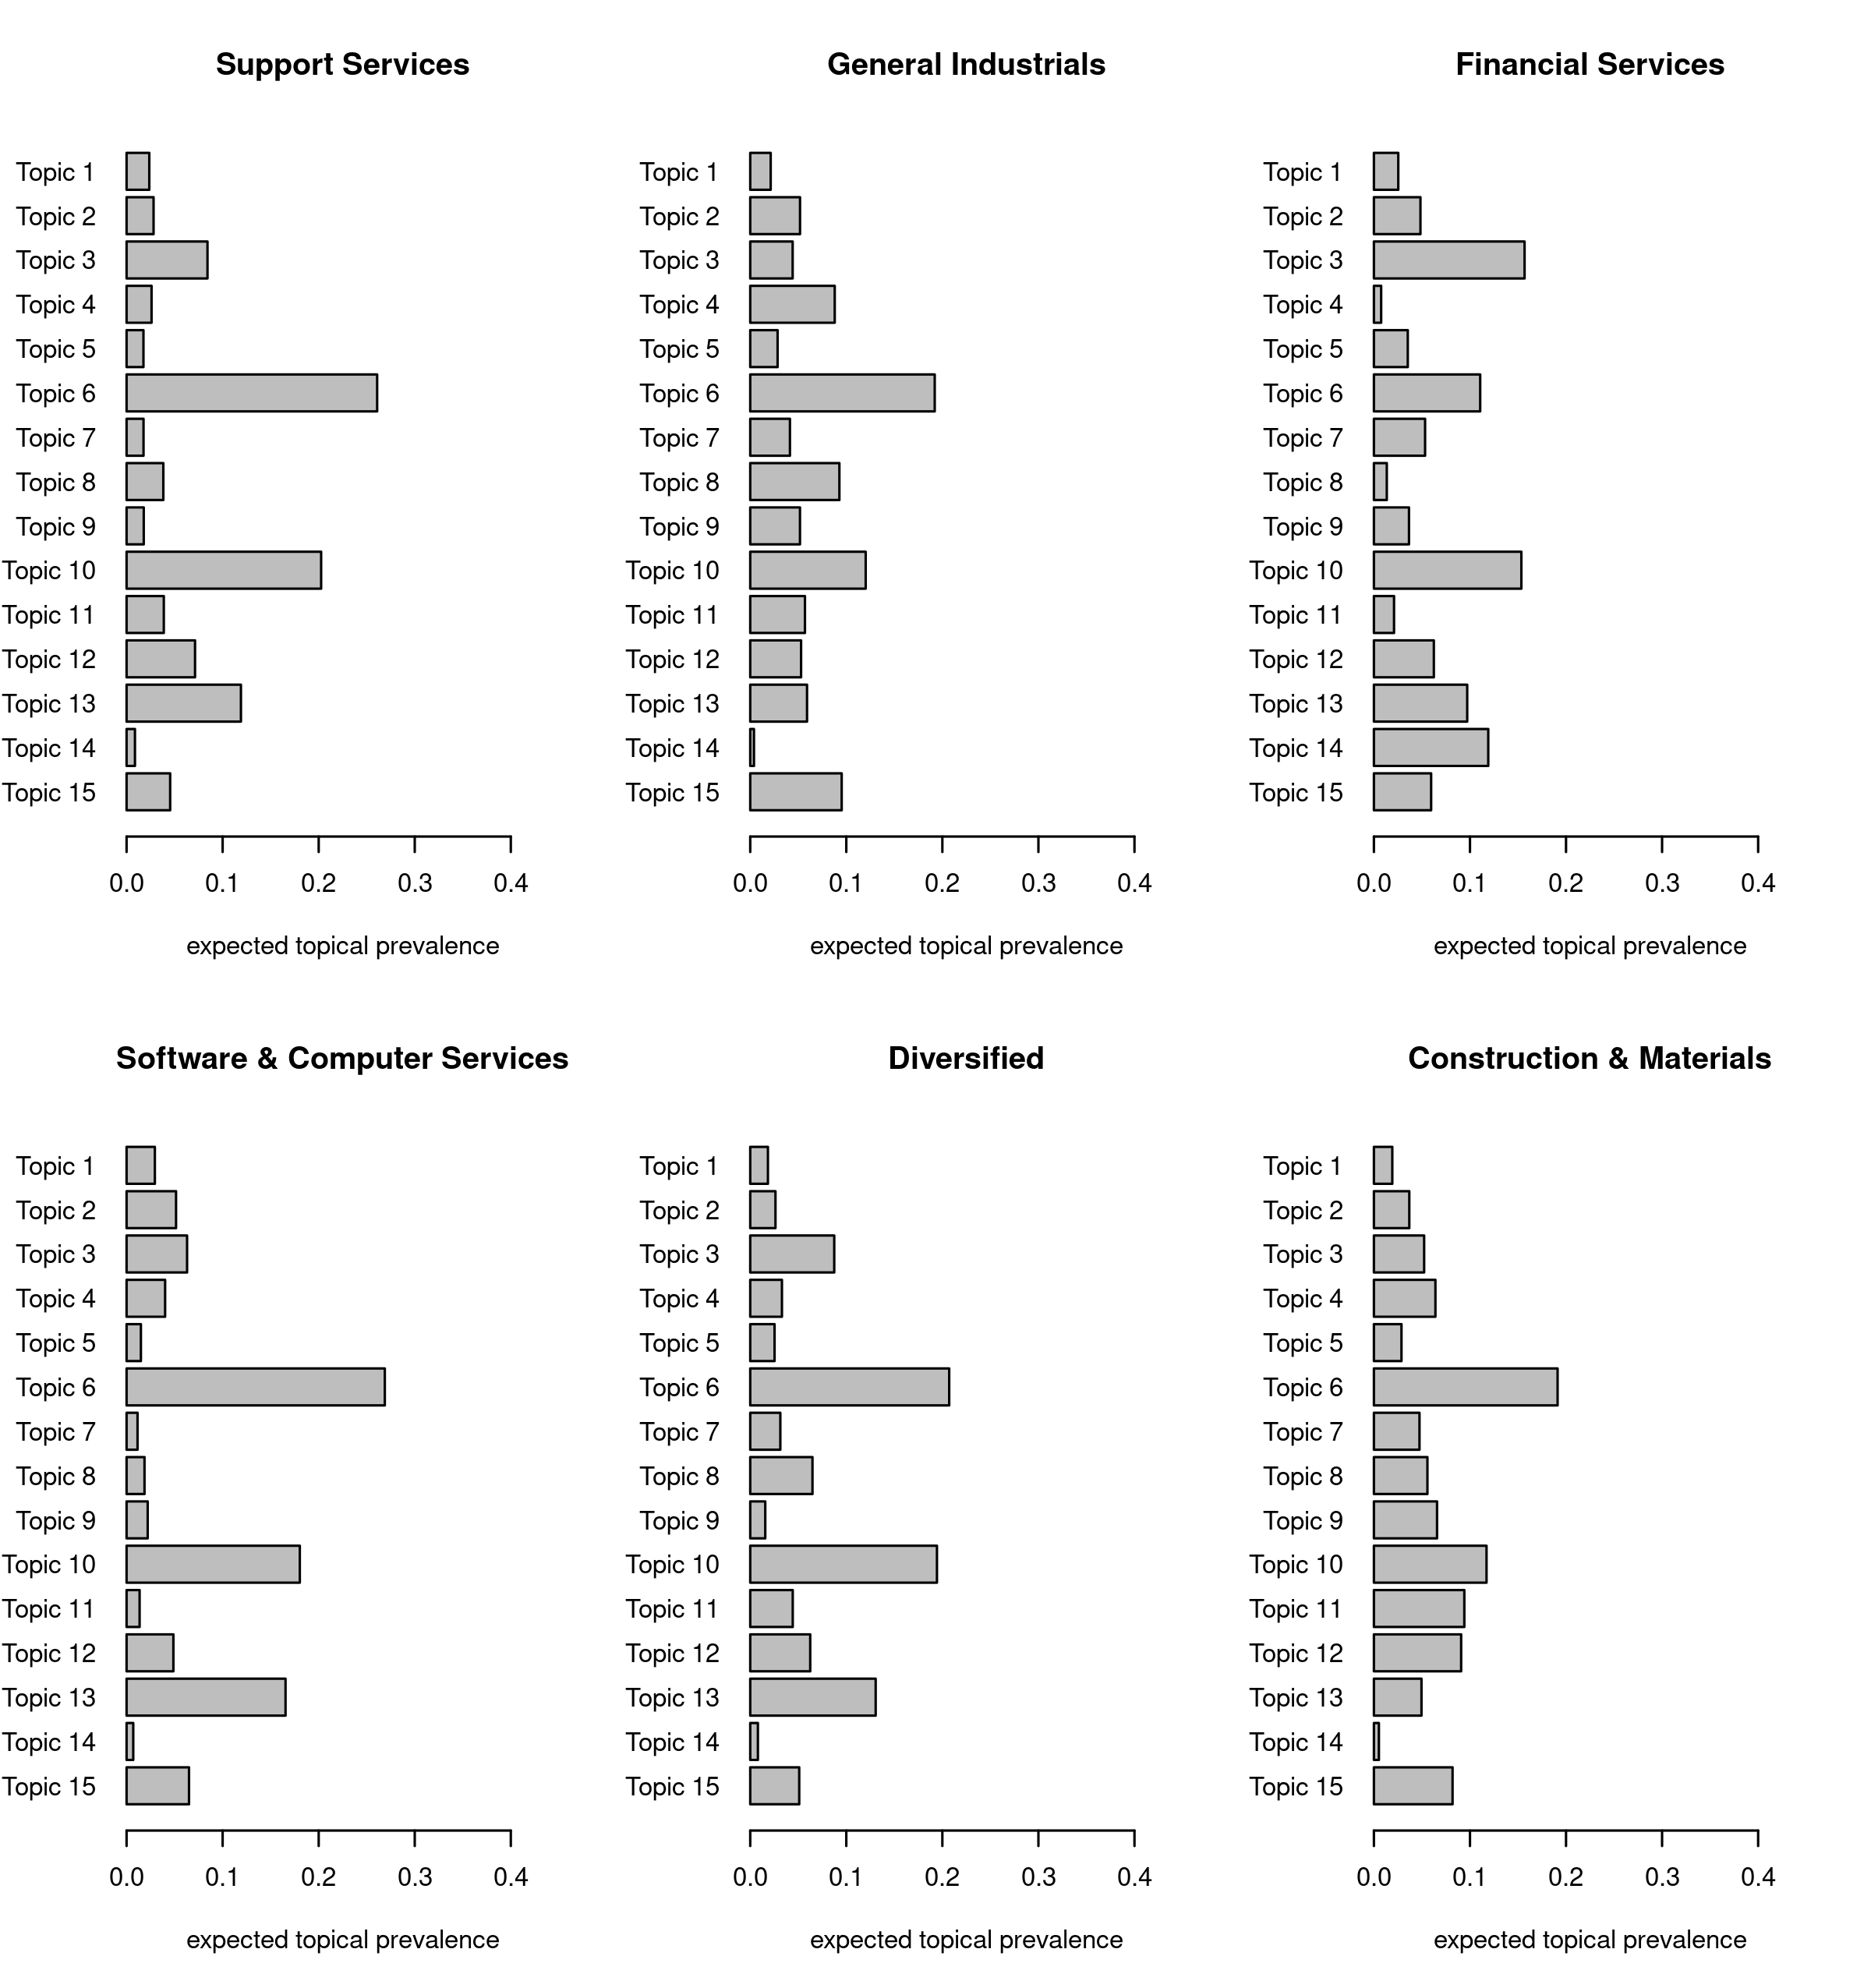 Support Services
Topic 1
Topic 2
Topic 3
Topic 4
Topic 5
Topic 6
Topic 7
Topic 8
Topic 9
Topic 10
Topic 11
Topic 12
Topic 13
Topic 14
Topic 15
0.0 0.1 0.2 0.3 0.4
expected topical prevalence
General Industrials
Topic 1
Topic 2
Topic 3
Topic 4
Topic 5
Topic 6
Topic 7
Topic 8
Topic 9
Topic 10
Topic 11
Topic 12
Topic 13
Topic 14
Topic 15
0.0 0.1 0.2 0.3 0.4
expected topical prevalence
Financial Services
Topic 1
Topic 2
Topic 3
Topic 4
Topic 5
Topic 6
Topic 7
Topic 8
Topic 9
Topic 10
Topic 11
Topic 12
Topic 13
Topic 14
Topic 15
0.0 0.1 0.2 0.3 0.4
expected topical prevalence
Software & Computer Services
Topic 1
Topic 2
Topic 3
Topic 4
Topic 5
Topic 6
Topic 7
Topic 8
Topic 9
Topic 10
Topic 11
Topic 12
Topic 13
Topic 14
Topic 15
0.0 0.1 0.2 0.3 0.4
expected topical prevalence
Diversified
Topic 1
Topic 2
Topic 3
Topic 4
Topic 5
Topic 6
Topic 7
Topic 8
Topic 9
Topic 10
Topic 11
Topic 12
Topic 13
Topic 14
Topic 15
0.0 0.1 0.2 0.3 0.4
expected topical prevalence
Construction & Materials
Topic 1
Topic 2
Topic 3
Topic 4
Topic 5
Topic 6
Topic 7
Topic 8
Topic 9
Topic 10
Topic 11
Topic 12
Topic 13
Topic 14
Topic 15
0.0 0.1 0.2 0.3 0.4
expected topical prevalence